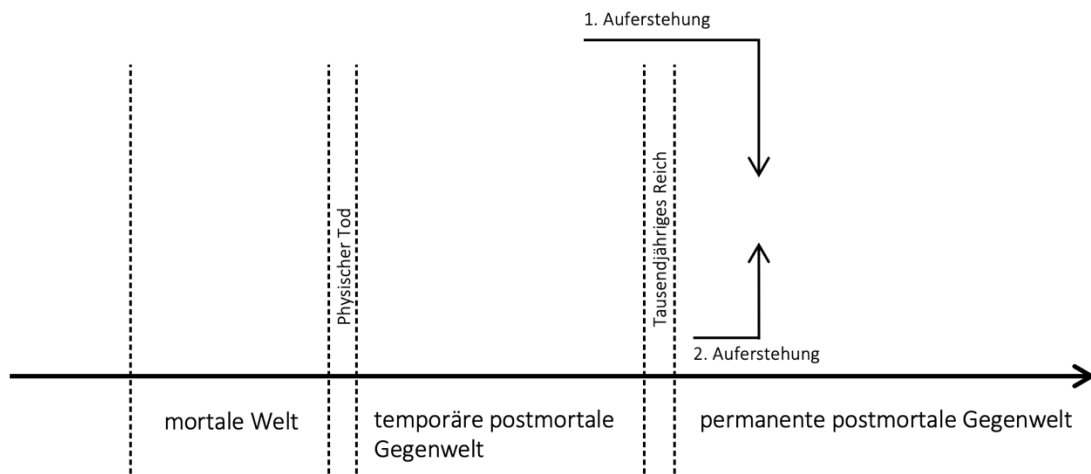 1. Auferstehung
Physischer Tod
Tausendjähriges Reich
2. Auferstehung
mortale Welt
temporäre postmortale
Gegenwelt
permanente postmortale Gegenwelt